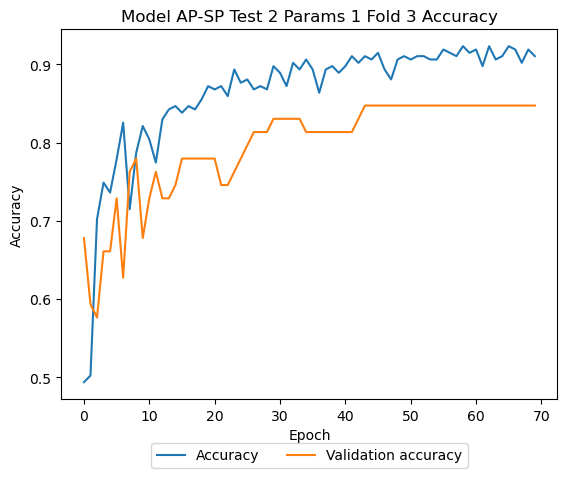 Model AP-SP Test 2 Params 1 Fold 3 Accuracy
0.9
0.8
0.7
0.6
0.5
Accuracy
0 10 20 30 40 50 60 70
Epoch
Accuracy Validation accuracy